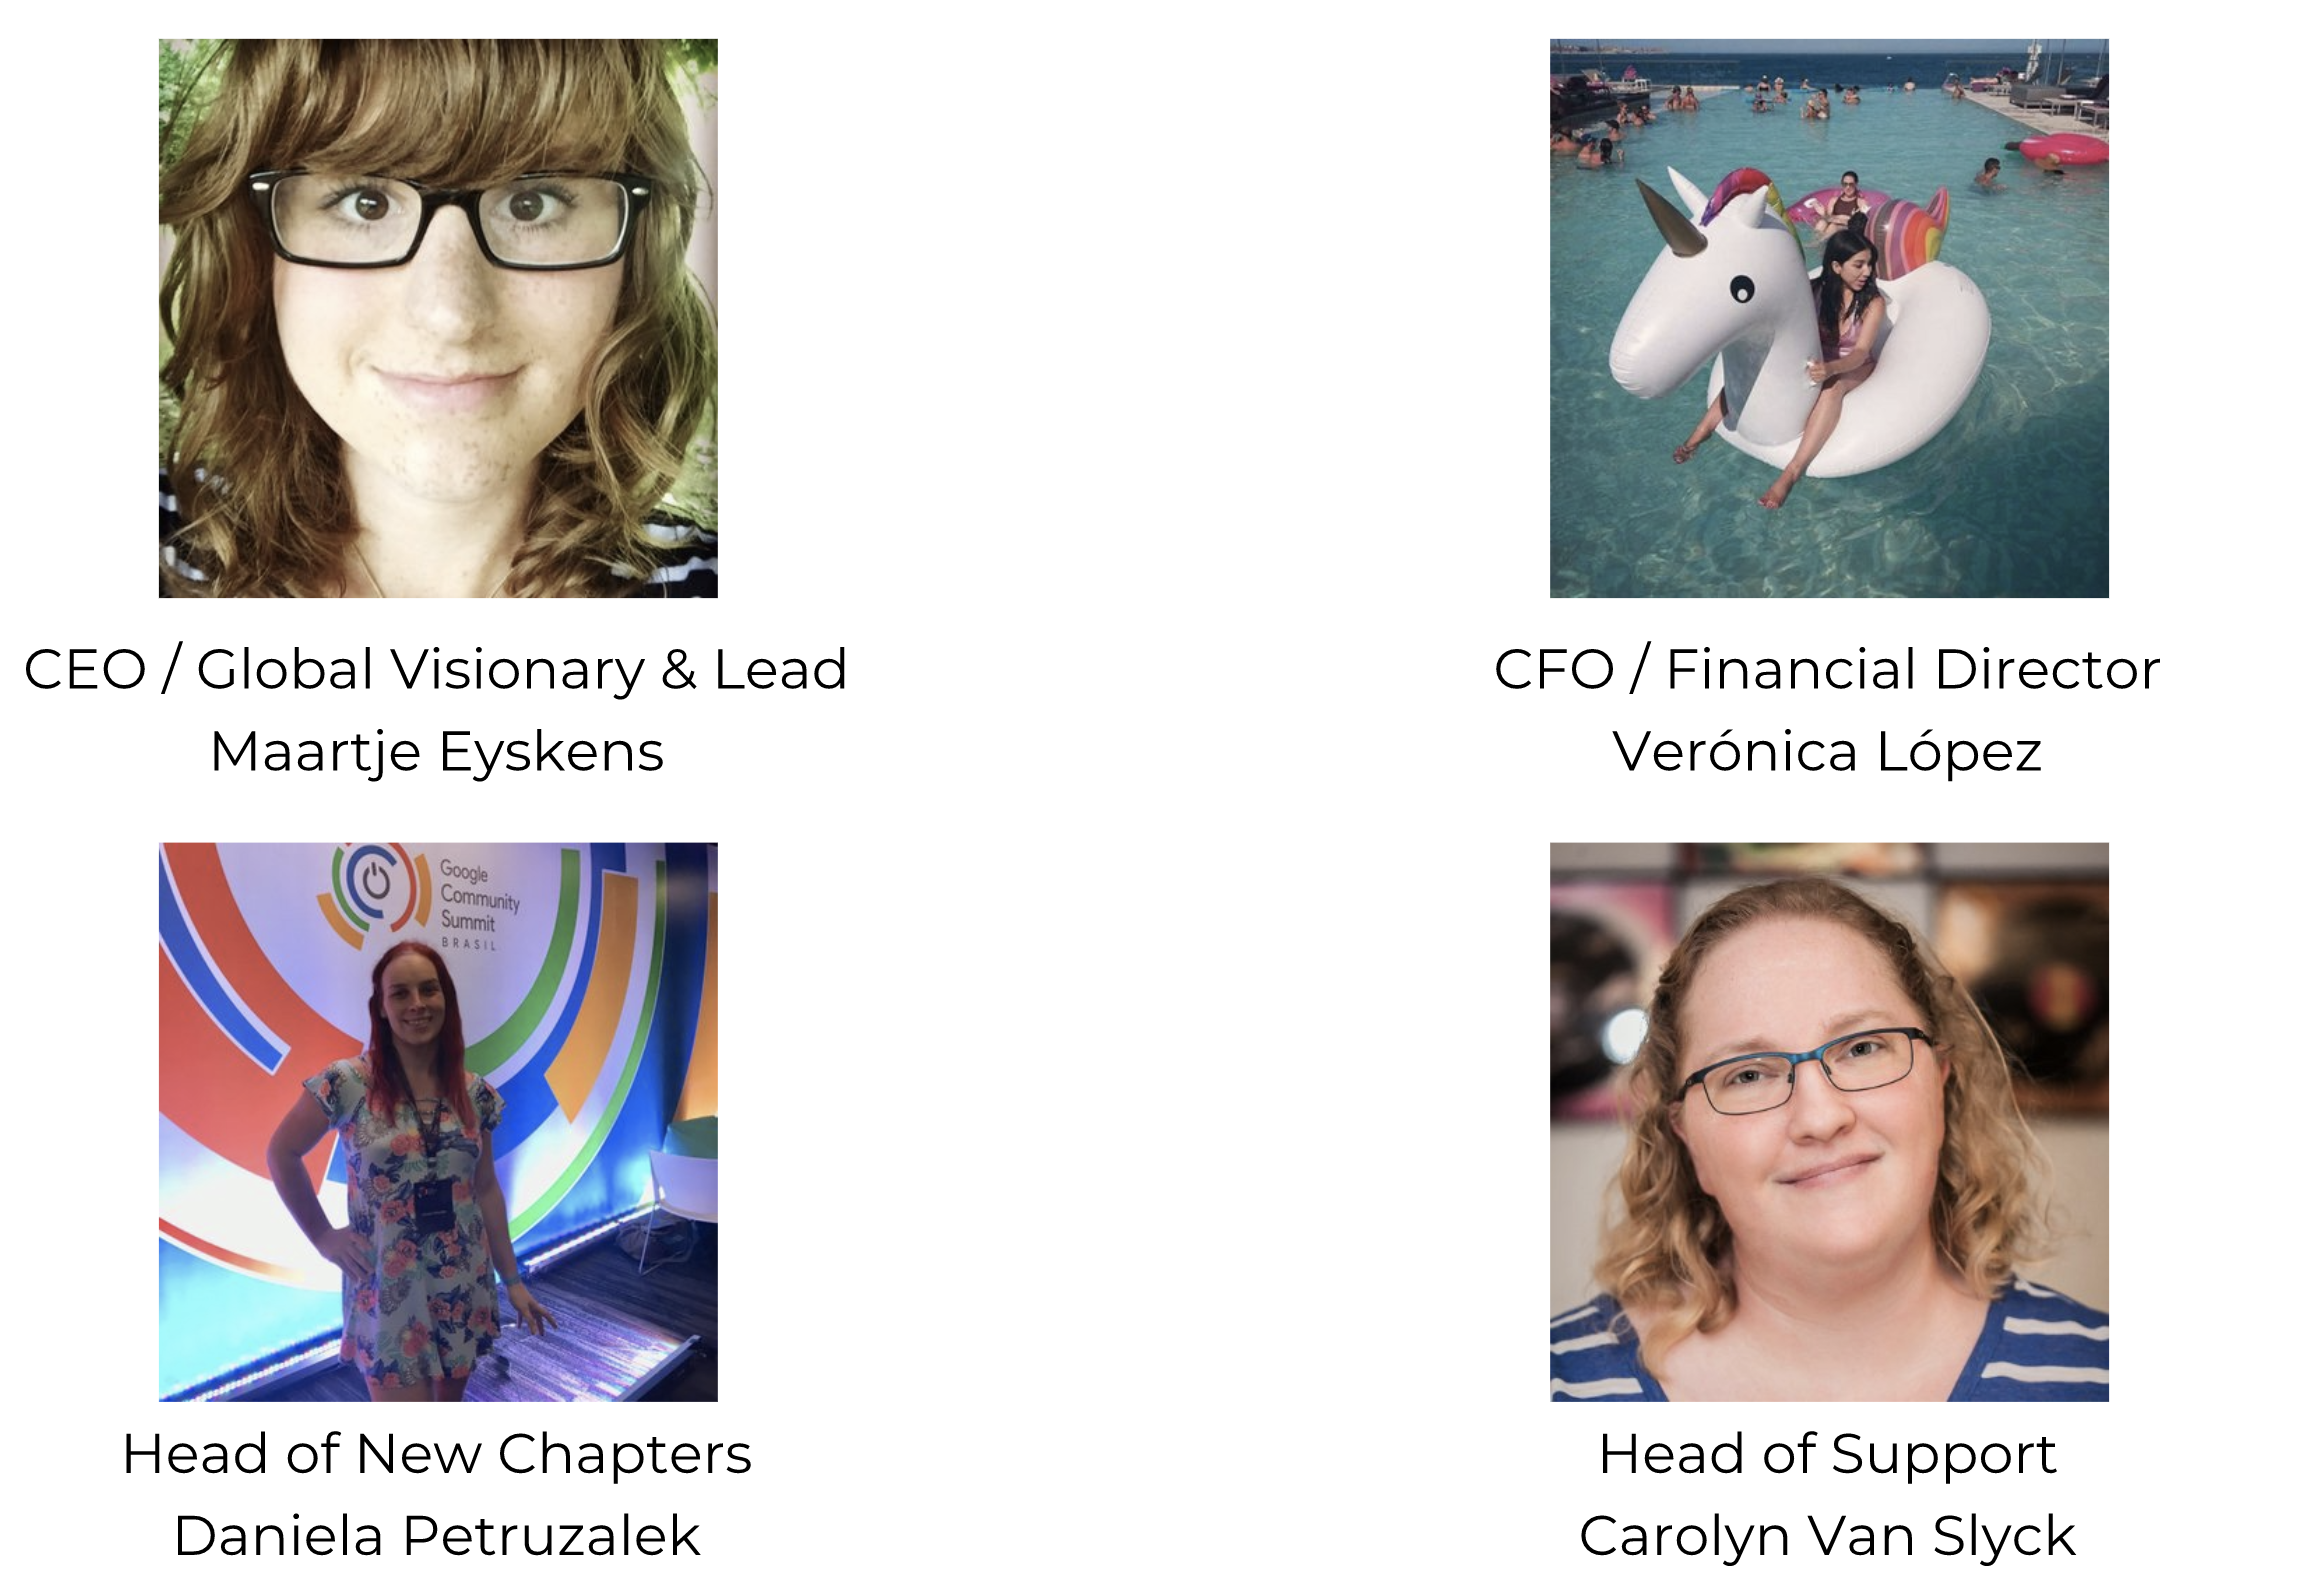 CEO / Global Visionary & Lead
Maartje Eyskens
CFO / Financial Director
Verónica López
Google
Community
Summit
BRASIL
Head of New Chapters
Daniela Petruzalek
Head of Support
Carolyn Van Slyck